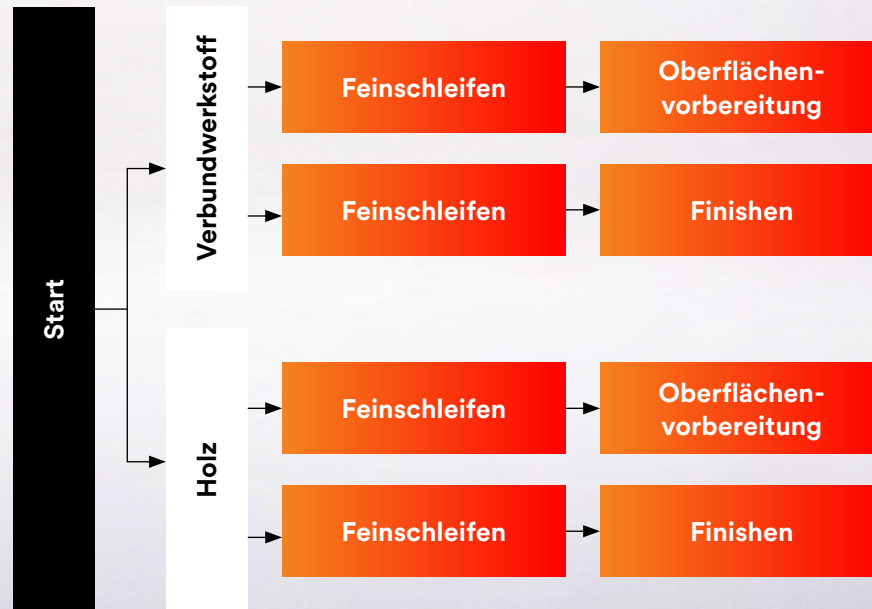 Start
Verbundwerkstoff
Feinschleifen
Oberflächen-
vorbereitung
Feinschleifen
Finishen
Holz
Feinschleifen
Oberflächen-
vorbereitung
Feinschleifen
Finishen